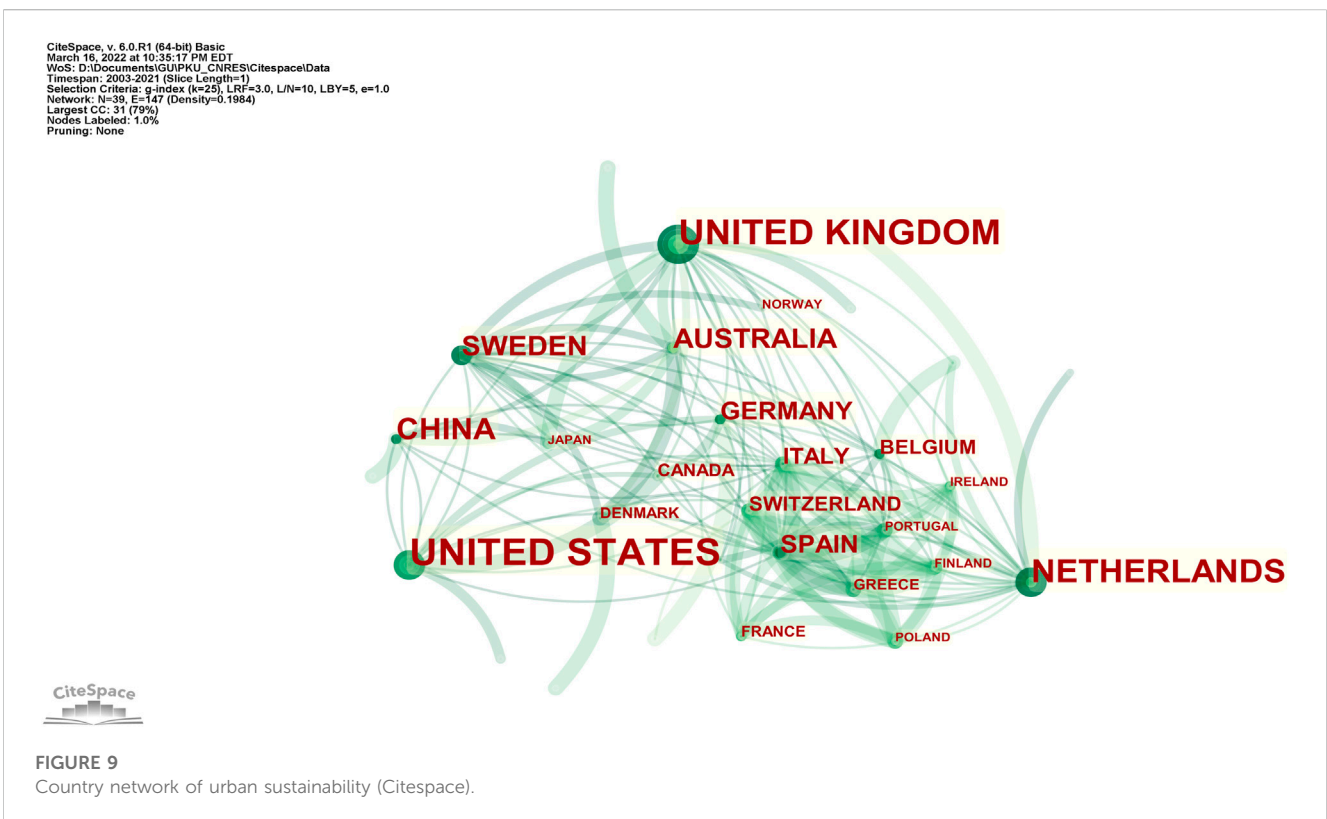 CiteSpace, v. 6.0.R1 (64-bit) Basic
March 16, 2022 at 10:35:17 PM EDT
WoS: D:\Documents\GU\PKU_CNRES\Citespace\Data
Timespan: 2003-2021 (Slice Length=1)
Selection Criteria: g-index (k=25), LRF=3.0, L/N=10, LBY=5, e=1.0
Network: N=39, E=147 (Density=0.1984)
Largest CC: 31 (79%)
Nodes Labeled: 1.0%
Pruning: None
UNITED KINGDOM
NORWAY
AUSTRALIA
SWEDEN
GERMANY
CHINA
JAPAN
BELGIUM
ITALY
CANADA
IRELAND
SWITZERLAND
DENMARK
PORTUGAL
SPAIN
UNITED STATES
FINLAND
NETHERLANDS
GREECE
FRANCE
POLAND
CiteSpace
FIGURE 9
Country network of urban sustainability (Citespace).